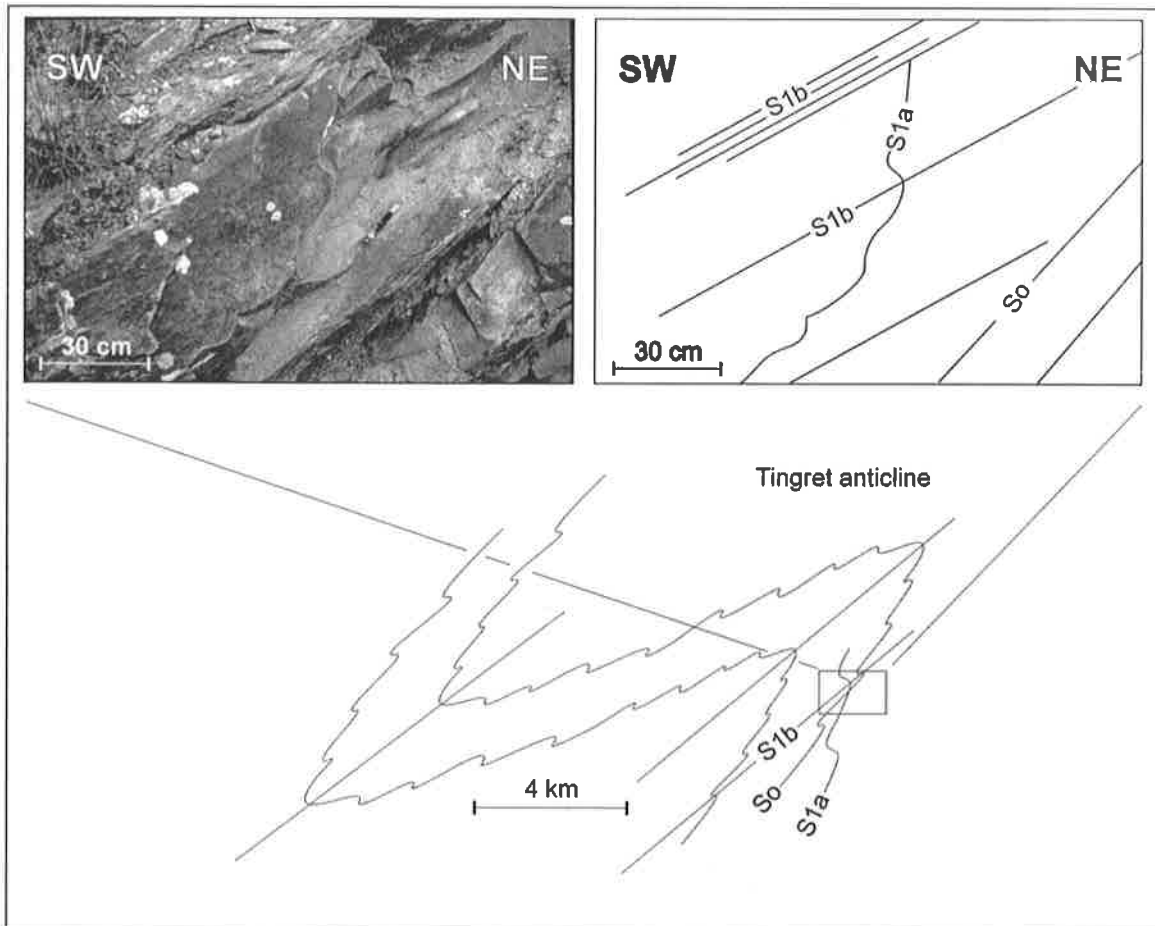 SW NE
30 cm
SW NE
S1b
S1a
S1b
So
30 cm
Tingret anticline
4 km
S1b
So
S1a